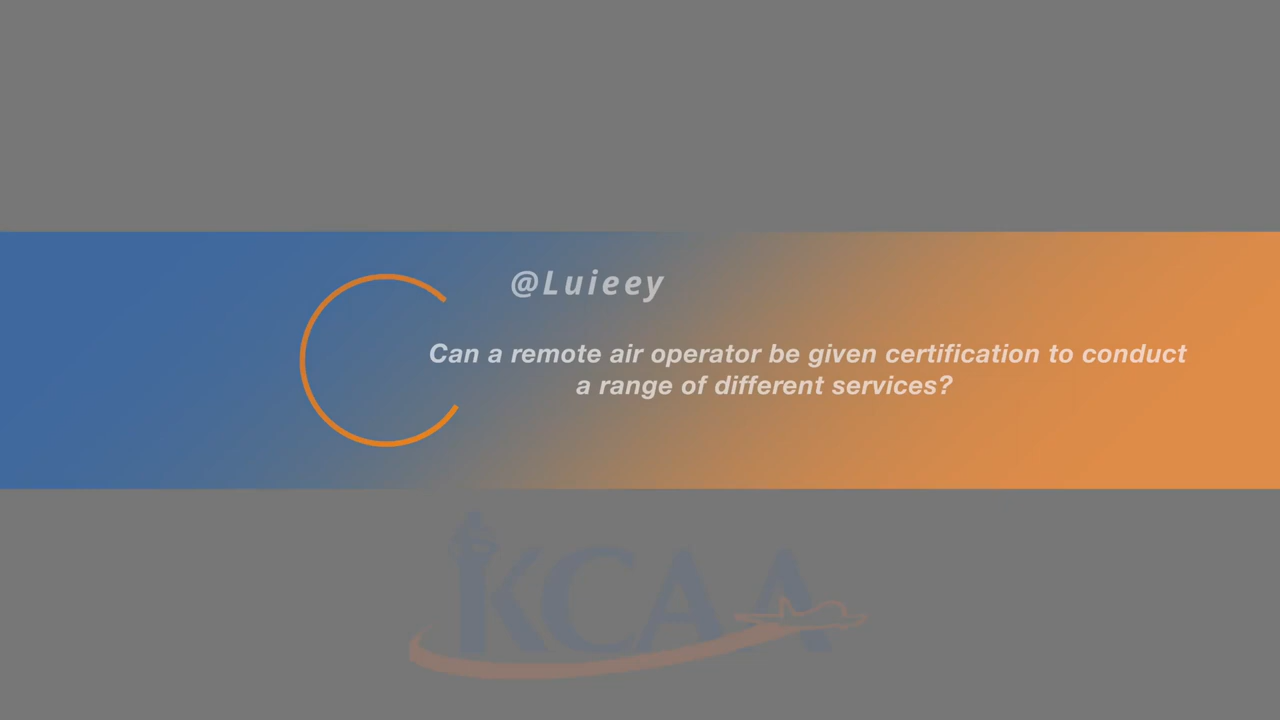 @Luieey
Can a remote air operator be given certification to conduct
a range of different services?
KCAA